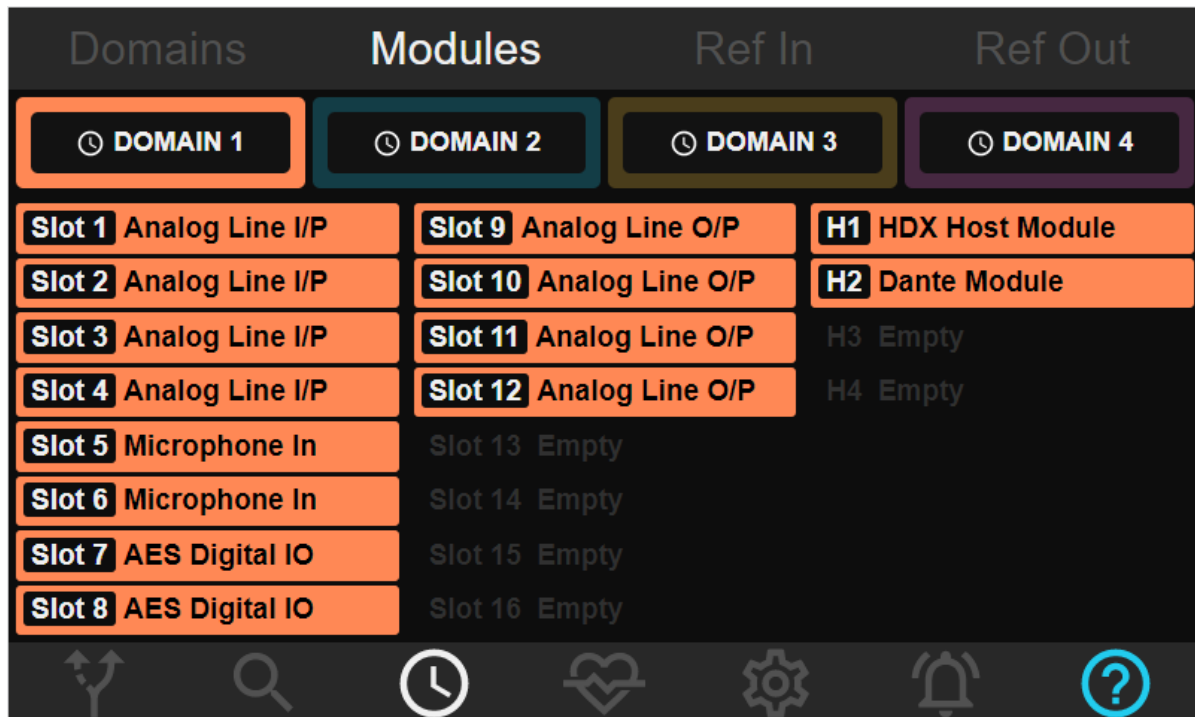 Domains Modules Ref In Ref Out
DOMAIN 1 DOMAIN 2 DOMAIN 3 DOMAIN 4
Slot 1 Analog Line I/P
Slot 2 Analog Line I/P
Slot 3 Analog Line I/P
Slot 4 Analog Line I/P
Slot 5 Microphone In
Slot 6 Microphone In
Slot 7 AES Digital IO
Slot 8 AES Digital IO
Slot 9 Analog Line O/P
Slot 10 Analog Line O/P
Slot 11 Analog Line O/P
Slot 12 Analog Line O/P
Slot 13 Empty
Slot 14 Empty
Slot 15 Empty
Slot 16 Empty
H1 HDX Host Module
H2 Dante Module
H3 Empty
H4 Empty
?